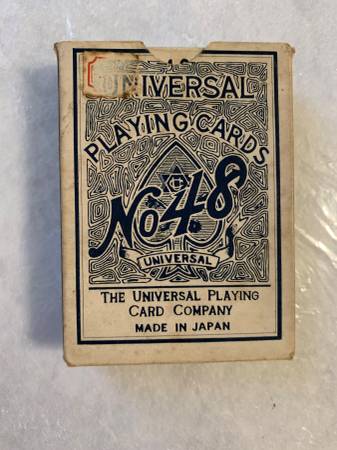 UNIVERSAL
PLAYING CARDS
No 48
UNIVERSAL
THE UNIVERSAL PLAYING
CARD COMPANY
MADE IN JAPAN